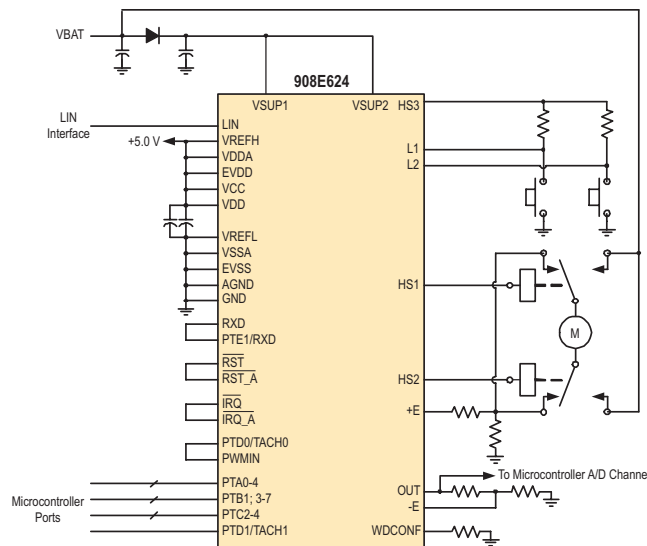 VBAT
908E624
VSUP1
VSUP2
HS3
LIN
Interface
LIN
+5.0 V
VREFH
VDDA
EVDD
VCC
VDD
VREFL
VSSA
EVSS
AGND
GND
L1
L2
HS1
M
HS2
+E
RXD
PTE1/RXD
RST
RST_A
IRQ
IRQ_A
PTD0/TACH0
PWMIN
Microcontroller
Ports
PTA0-4
PTB1; 3-7
PTC2-4
PTD1/TACH1
To Microcontroller A/D Channe
OUT
-E
WDCONF